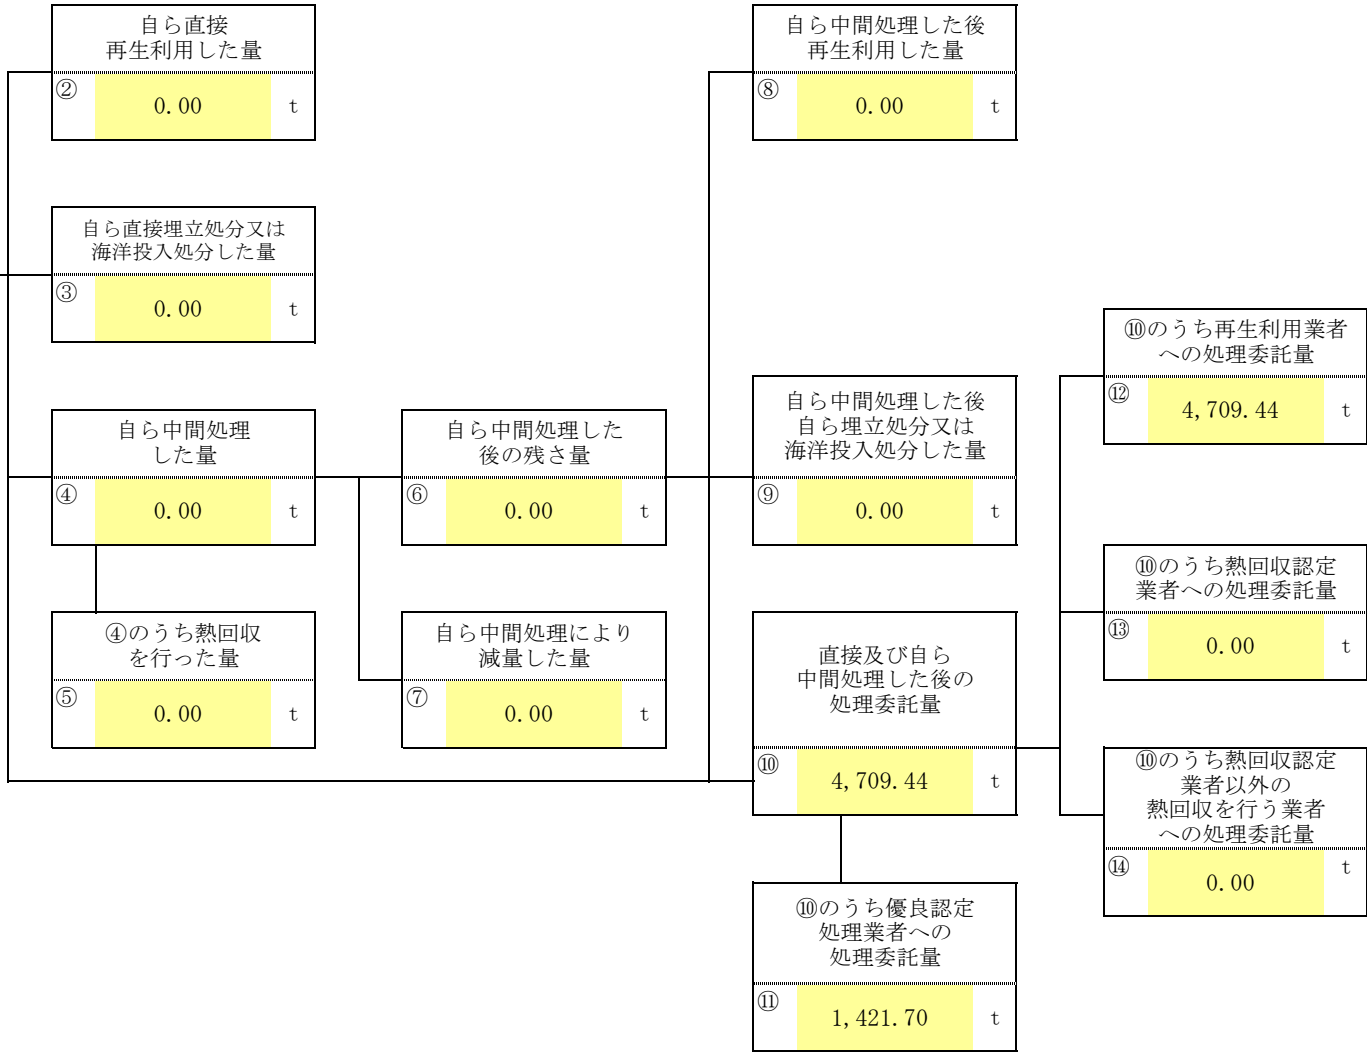 自ら直接
再生利用した量
②
0.00
t
自ら直接埋立処分又は
海洋投入処分した量
③
0.00
t
自ら中間処理
した量
④
0.00
t
④のうち熱回収
を行った量
⑤
0.00
t
自ら中間処理した
後の残さ量
⑥
0.00
t
自ら中間処理により
減量した量
⑦
0.00
t
自ら中間処理した後
再生利用した量
⑧
0.00
t
自ら中間処理した後
自ら埋立処分又は
海洋投入処分した量
⑨
0.00
t
直接及び自ら
中間処理した後の
処理委託量
⑩
4,709.44
t
⑩のうち優良認定
処理業者への
処理委託量
⑪
1,421.70
t
⑩のうち再生利用業者
への処理委託量
⑫
4,709.44
t
⑩のうち熱回収認定
業者への処理委託量
⑬
0.00
t
⑩のうち熱回収認定
業者以外の
熱回収を行う業者
への処理委託量
⑭
0.00
t